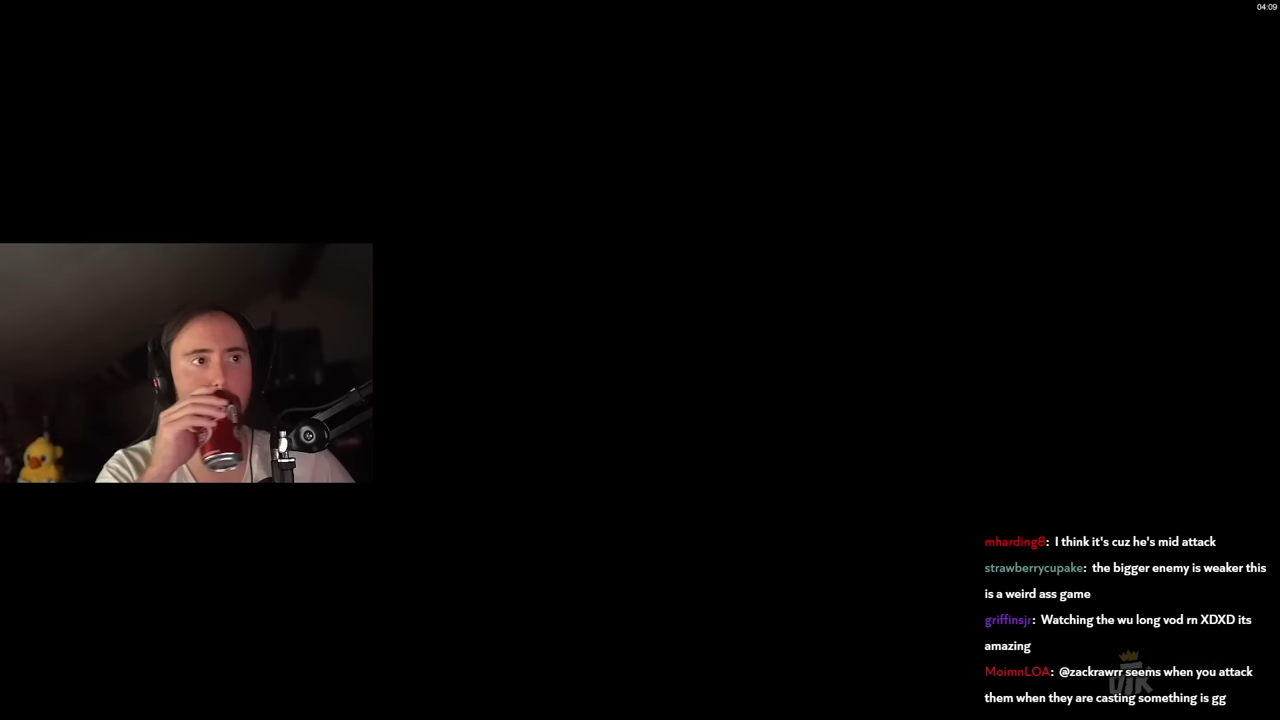 04:09
mharding8: I think it's cuz he's mid attack
strawberrycupake: the bigger enemy is weaker this
is a weird ass game
griffinsjr: Watching the wu long vod rn XDXD its
amazing
MoimnLOA: @zackrawrr seems when you attack
them when they are casting something is gg